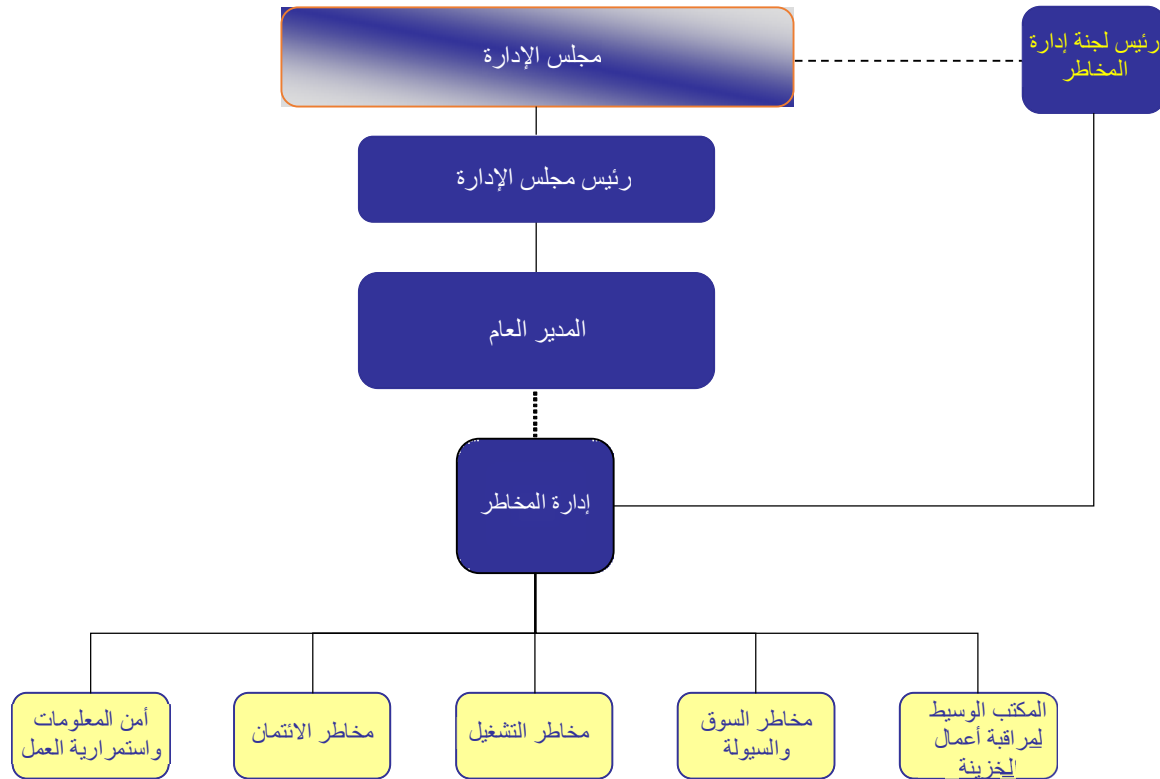 مجلس الإدارة
رئيس لجنة إدارة
المخاطر
رئيس مجلس الإدارة
المدير العام
إدارة المخاطر
المكتب الوسيط
لمراقبة أعمال
الخزينة
مخاطر السوق
والسيولة
مخاطر التشغيل
مخاطر الائتمان
أمن المعلومات
واستمرارية العمل